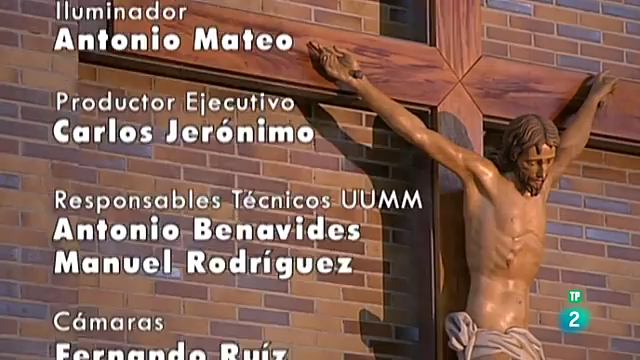 Iluminador
Antonio Mateo
Productor Ejecutivo
Carlos Jerónimo
Responsables Técnicos UUMM
Antonio Benavides
Manuel Rodríguez
Cámaras
Fernando Ruíz
TP
2